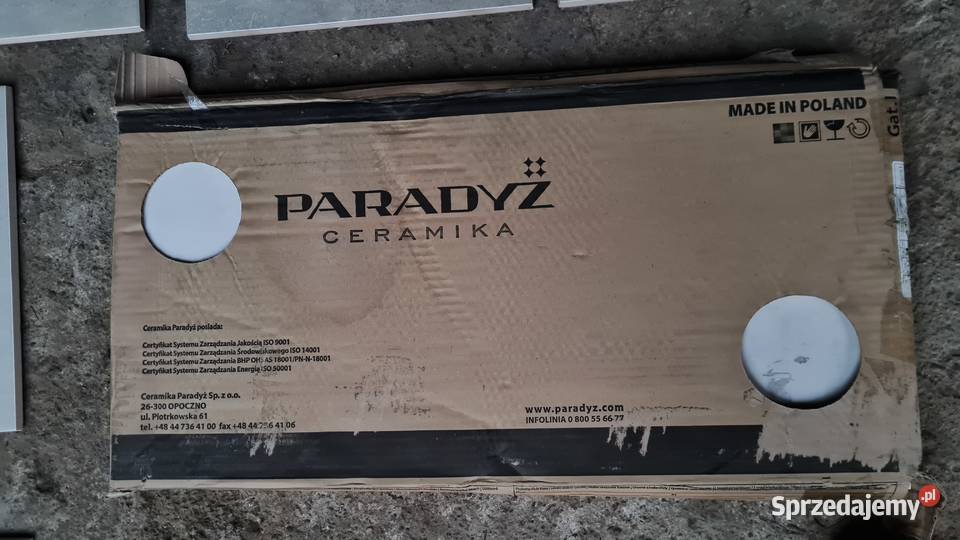 MADE IN POLAND
Gat. I
PARADYŻ
CERAMIKA
Ceramika Paradyż posiada:
Certyfikat Systemu Zarządzania Jakością ISO 9001
Certyfikat Systemu Zarządzania Środowiskowego ISO 14001
Certyfikat Systemu Zarządzania BHP OHSAS 18001/PN-N-18001
Certyfikat Systemu Zarządzania Energią ISO 50001
Ceramika Paradyż Sp. z o.o.
26-300 OPOCZNO
ul. Piotrkowska 61
tel. +48 44 736 41 00 fax +48 44 736 41 06
www.paradyz.com
INFOLINIA 0 800 55 66 77
Sprzedajemy.pl